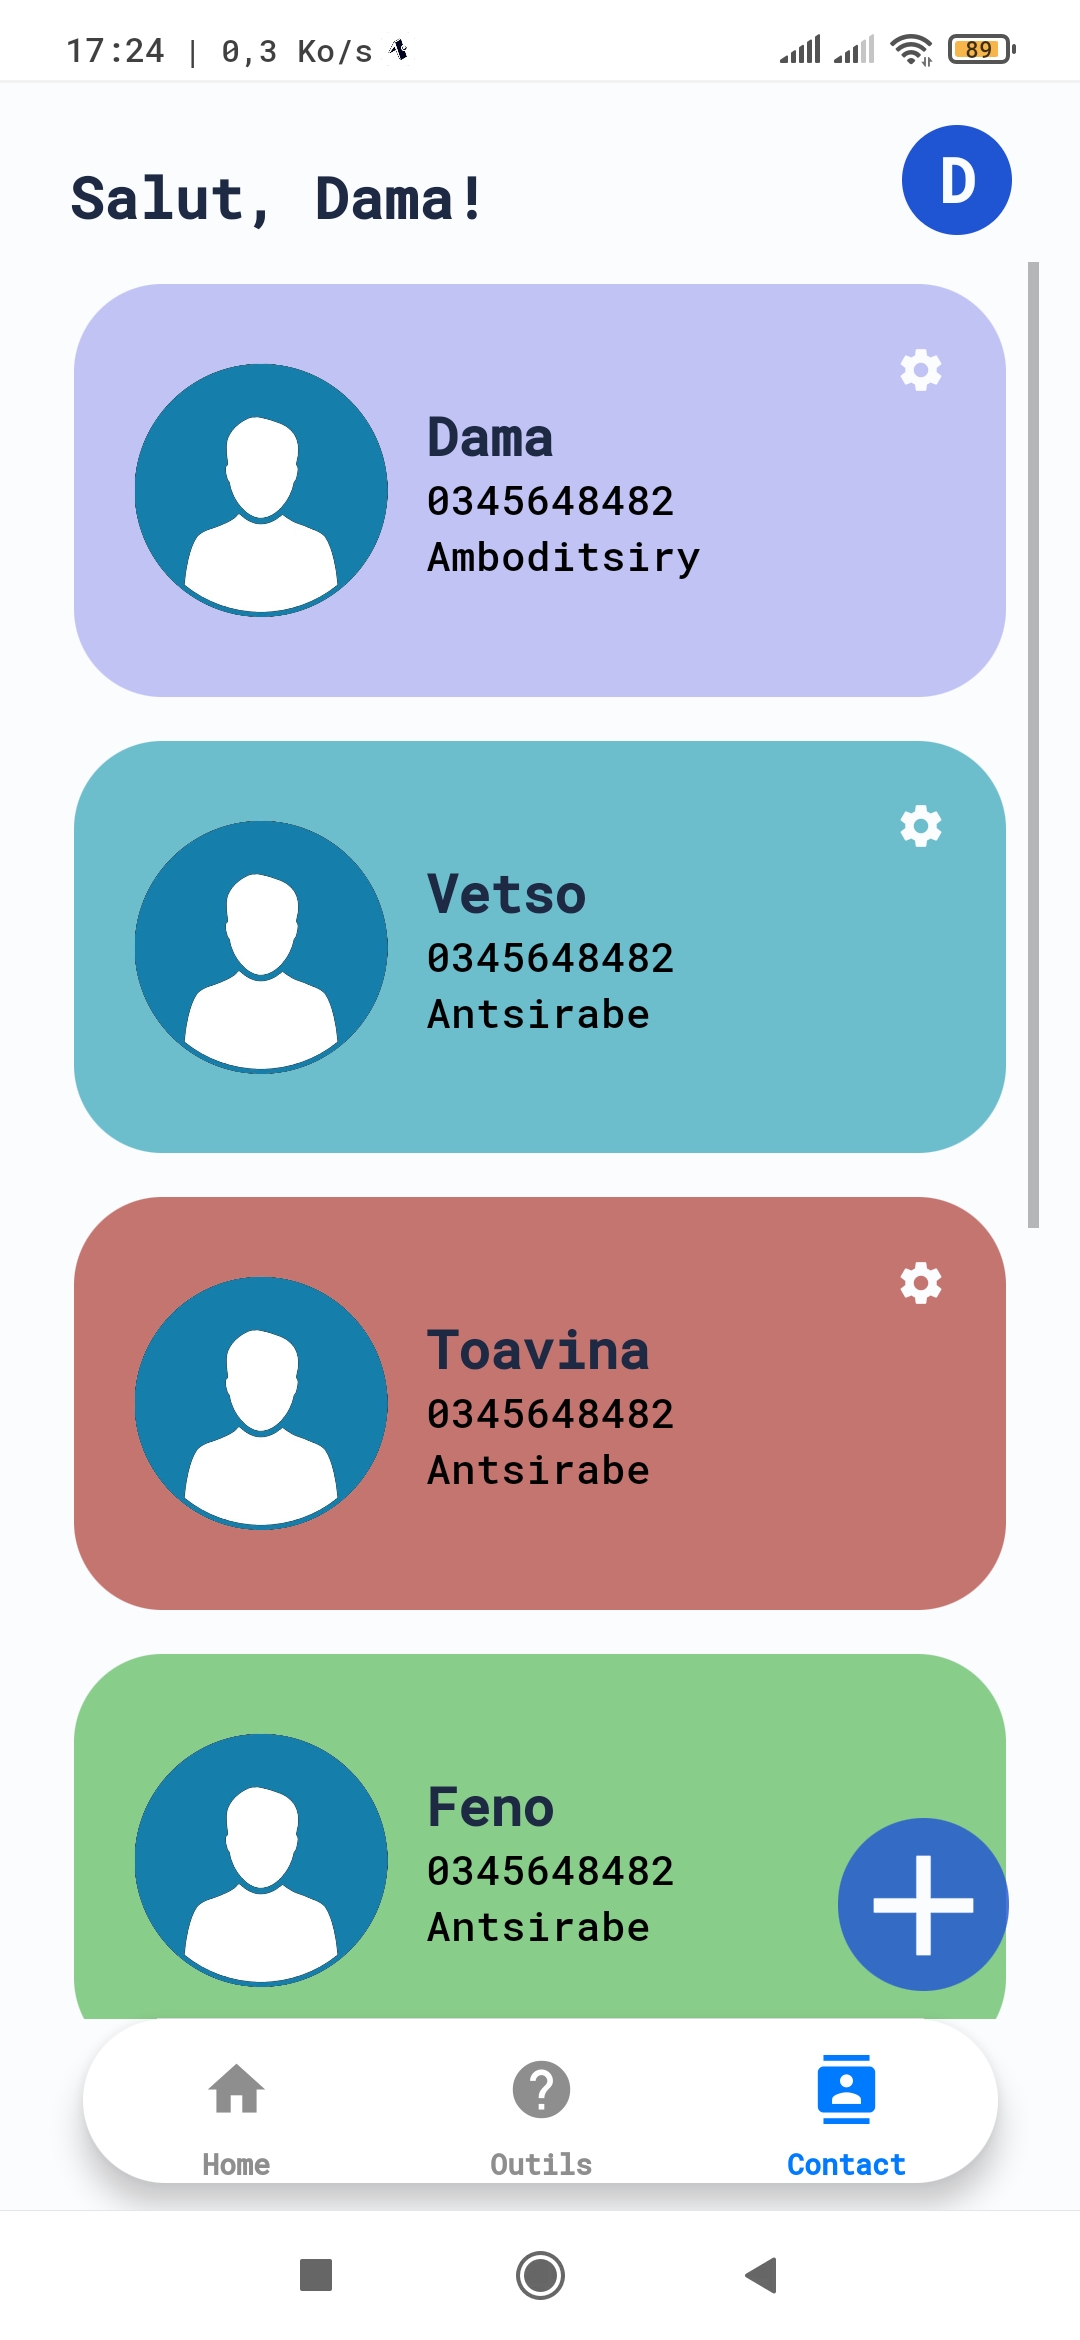 17:24 | 0,3 Ko/s
89
Salut, Dama!
D
Dama
0345648482
Amboditsiry
Vetso
0345648482
Antsirabe
Toavina
0345648482
Antsirabe
Feno
0345648482
Antsirabe
Home
Outils
Contact